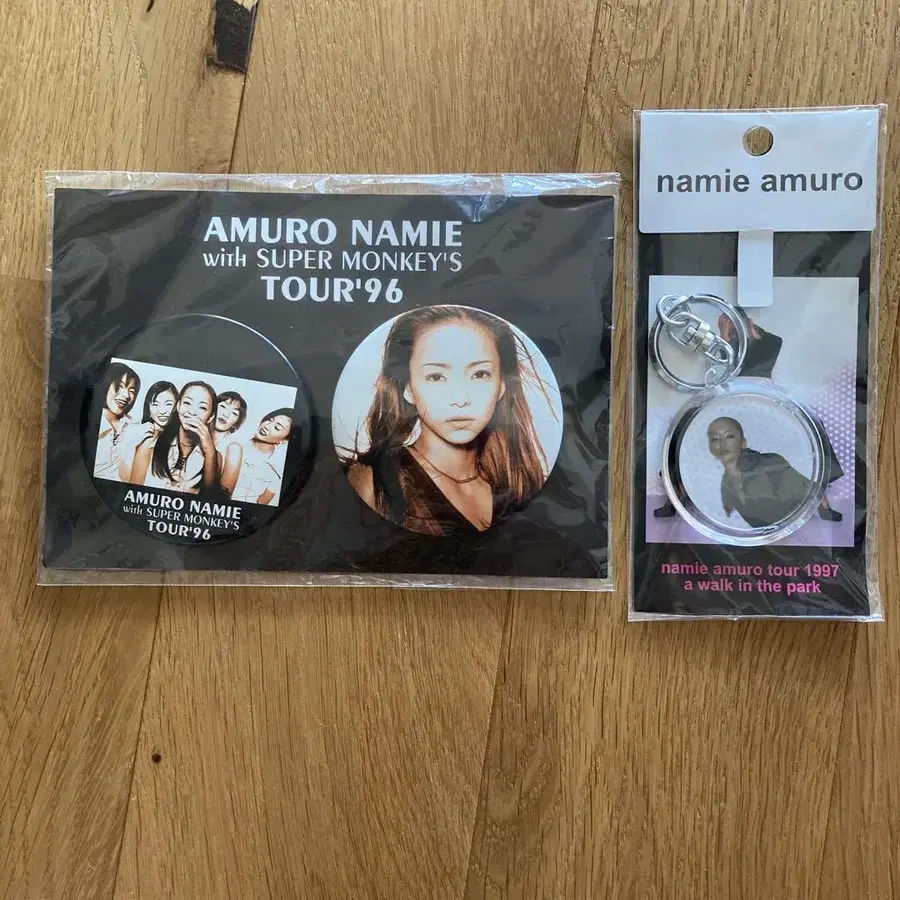 AMURO NAMIE
with SUPER MONKEY'S
TOUR'96
AMURO NAMIE
with SUPER MONKEY'S
TOUR'96
namie amuro
namie amuro tour 1997
a walk in the park